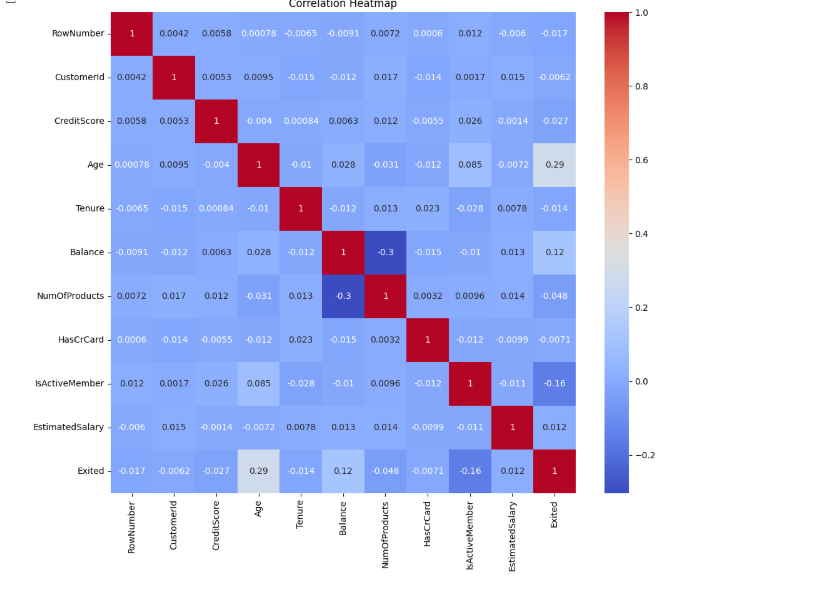 Correlation Heatmap
RowNumber 1 0.0042 0.0058 0.00078 -0.0065 -0.0091 0.0072 0.0006 0.012 -0.006 -0.017
CustomerId 0.0042 1 0.0053 0.0095 -0.015 -0.012 0.017 -0.014 0.0017 0.015 -0.0062
CreditScore 0.0058 0.0053 1 -0.004 0.00084 0.0063 0.012 -0.0055 0.026 -0.0014 -0.027
Age 0.00078 0.0095 -0.004 1 -0.01 0.028 -0.031 -0.012 0.085 -0.0072 0.29
Tenure -0.0065 -0.015 0.00084 -0.01 1 -0.012 0.013 0.023 -0.028 0.0078 -0.014
Balance -0.0091 -0.012 0.0063 0.028 -0.012 1 -0.3 -0.015 -0.01 0.013 0.12
NumOfProducts 0.0072 0.017 0.012 -0.031 0.013 -0.3 1 0.0032 0.0096 0.014 -0.048
HasCrCard 0.0006 -0.014 -0.0055 -0.012 0.023 -0.015 0.0032 1 -0.012 -0.0099 -0.0071
IsActiveMember 0.012 0.0017 0.026 0.085 -0.028 -0.01 0.0096 -0.012 1 -0.011 -0.16
EstimatedSalary -0.006 0.015 -0.0014 -0.0072 0.0078 0.013 0.014 -0.0099 -0.011 1 0.012
Exited -0.017 -0.0062 -0.027 0.29 -0.014 0.12 -0.048 -0.0071 -0.16 0.012 1
RowNumber
CustomerId
CreditScore
Age
Tenure
Balance
NumOfProducts
HasCrCard
IsActiveMember
EstimatedSalary
Exited
1.0
0.8
0.6
0.4
0.2
0.0
−0.2